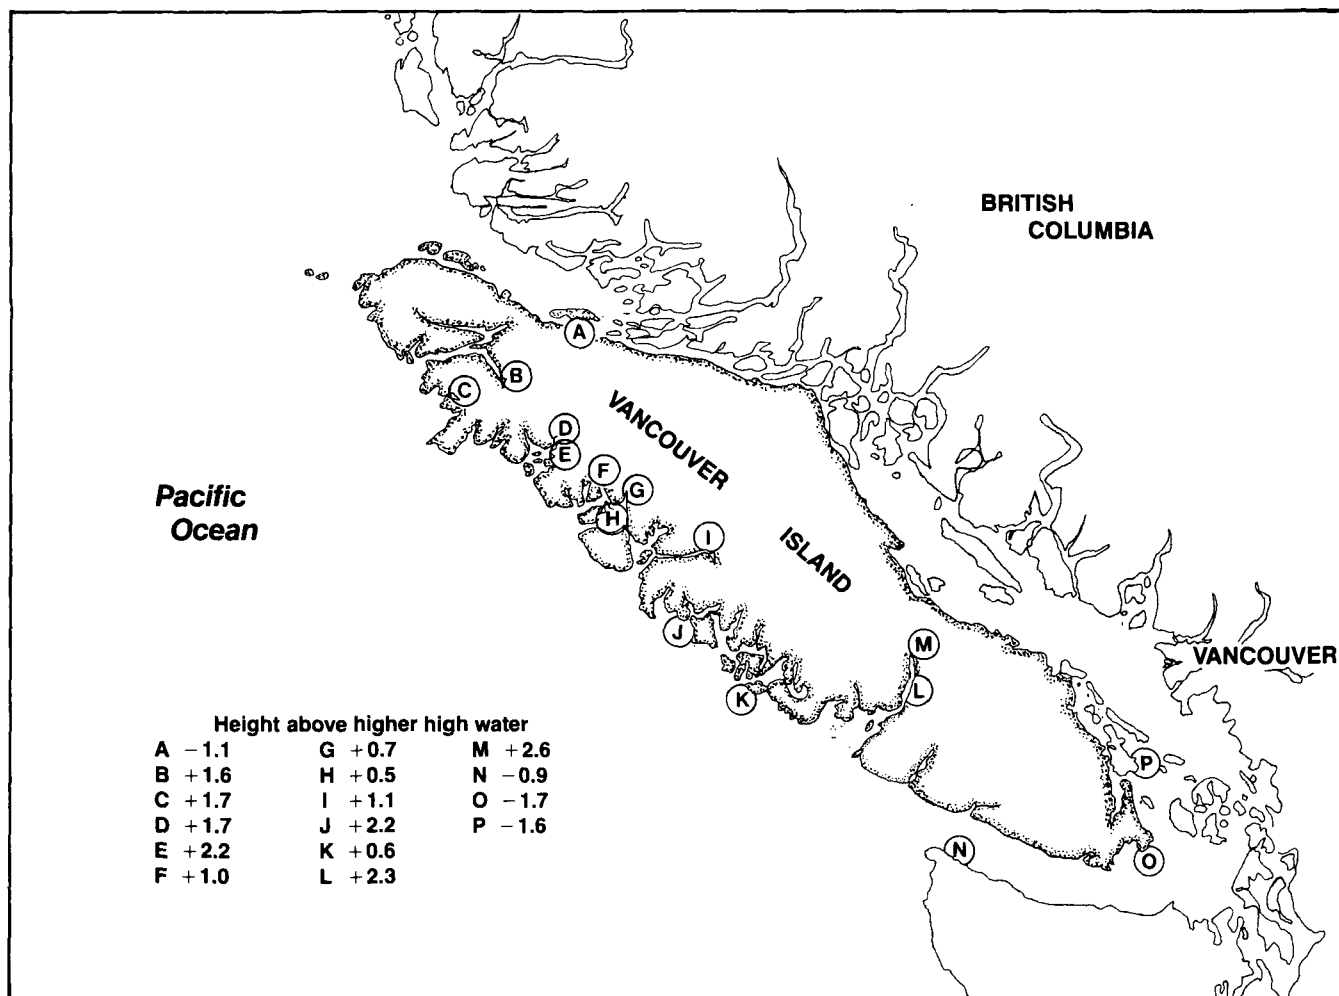 BRITISH
COLUMBIA
A
B
C
VANCOUVER
D
E
F
G
Pacific
Ocean
H
I
ISLAND
J
M
VANCOUVER
L
K
P
N
O
Height above higher high water
A −1.1 G +0.7 M +2.6
B +1.6 H +0.5 N −0.9
C +1.7 I +1.1 O −1.7
D +1.7 J +2.2 P −1.6
E +2.2 K +0.6
F +1.0 L +2.3